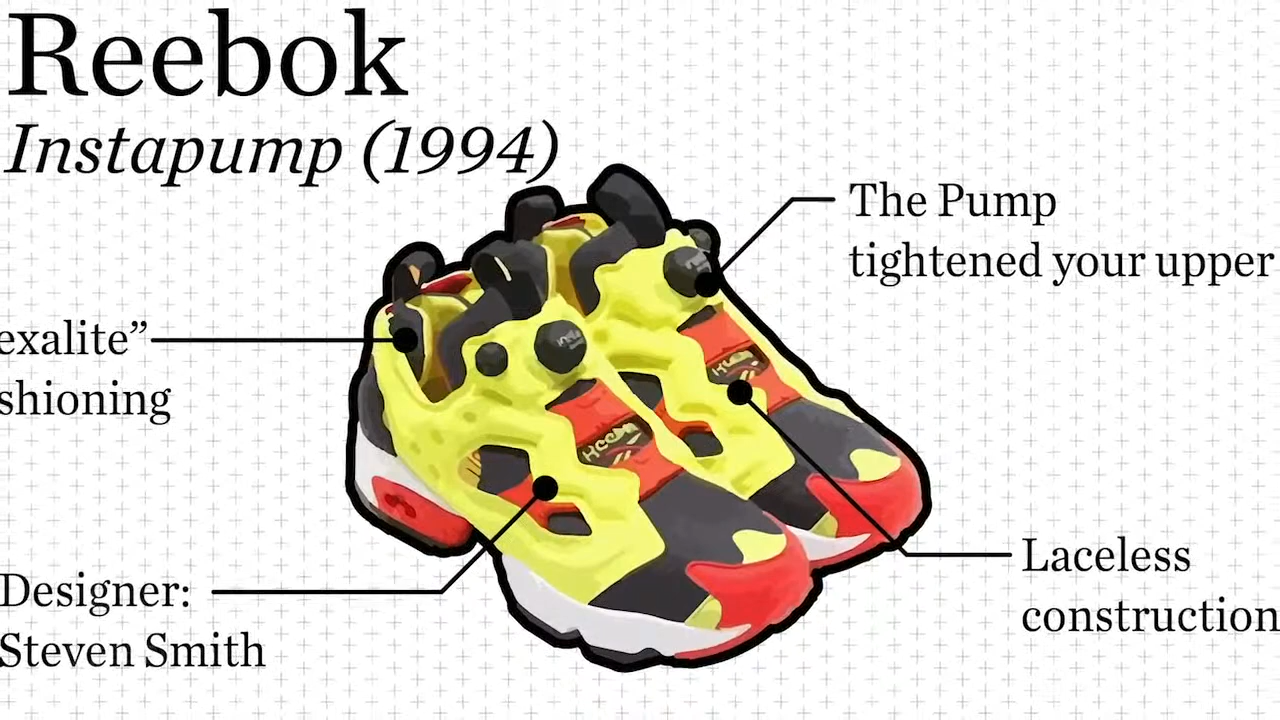 Reebok
Instapump (1994)
The Pump
tightened your upper
exalite”
shioning
Designer:
Steven Smith
Laceless
construction